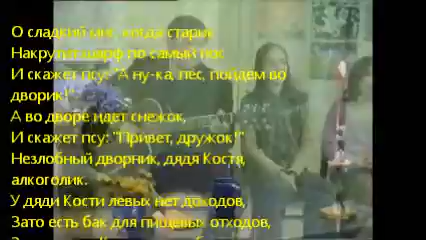 О сладкий миг, когда старик
Накрутит шарф по самый нос
И скажет псу: "А ну-ка, пёс, пойдём во
дворик!"
А во дворе идет снежок,
И скажет псу: "Привет, дружок!"
Незлобный дворник, дядя Костя,
алкоголик.
У дяди Кости левых нет доходов,
Зато есть бак для пищевых отходов,